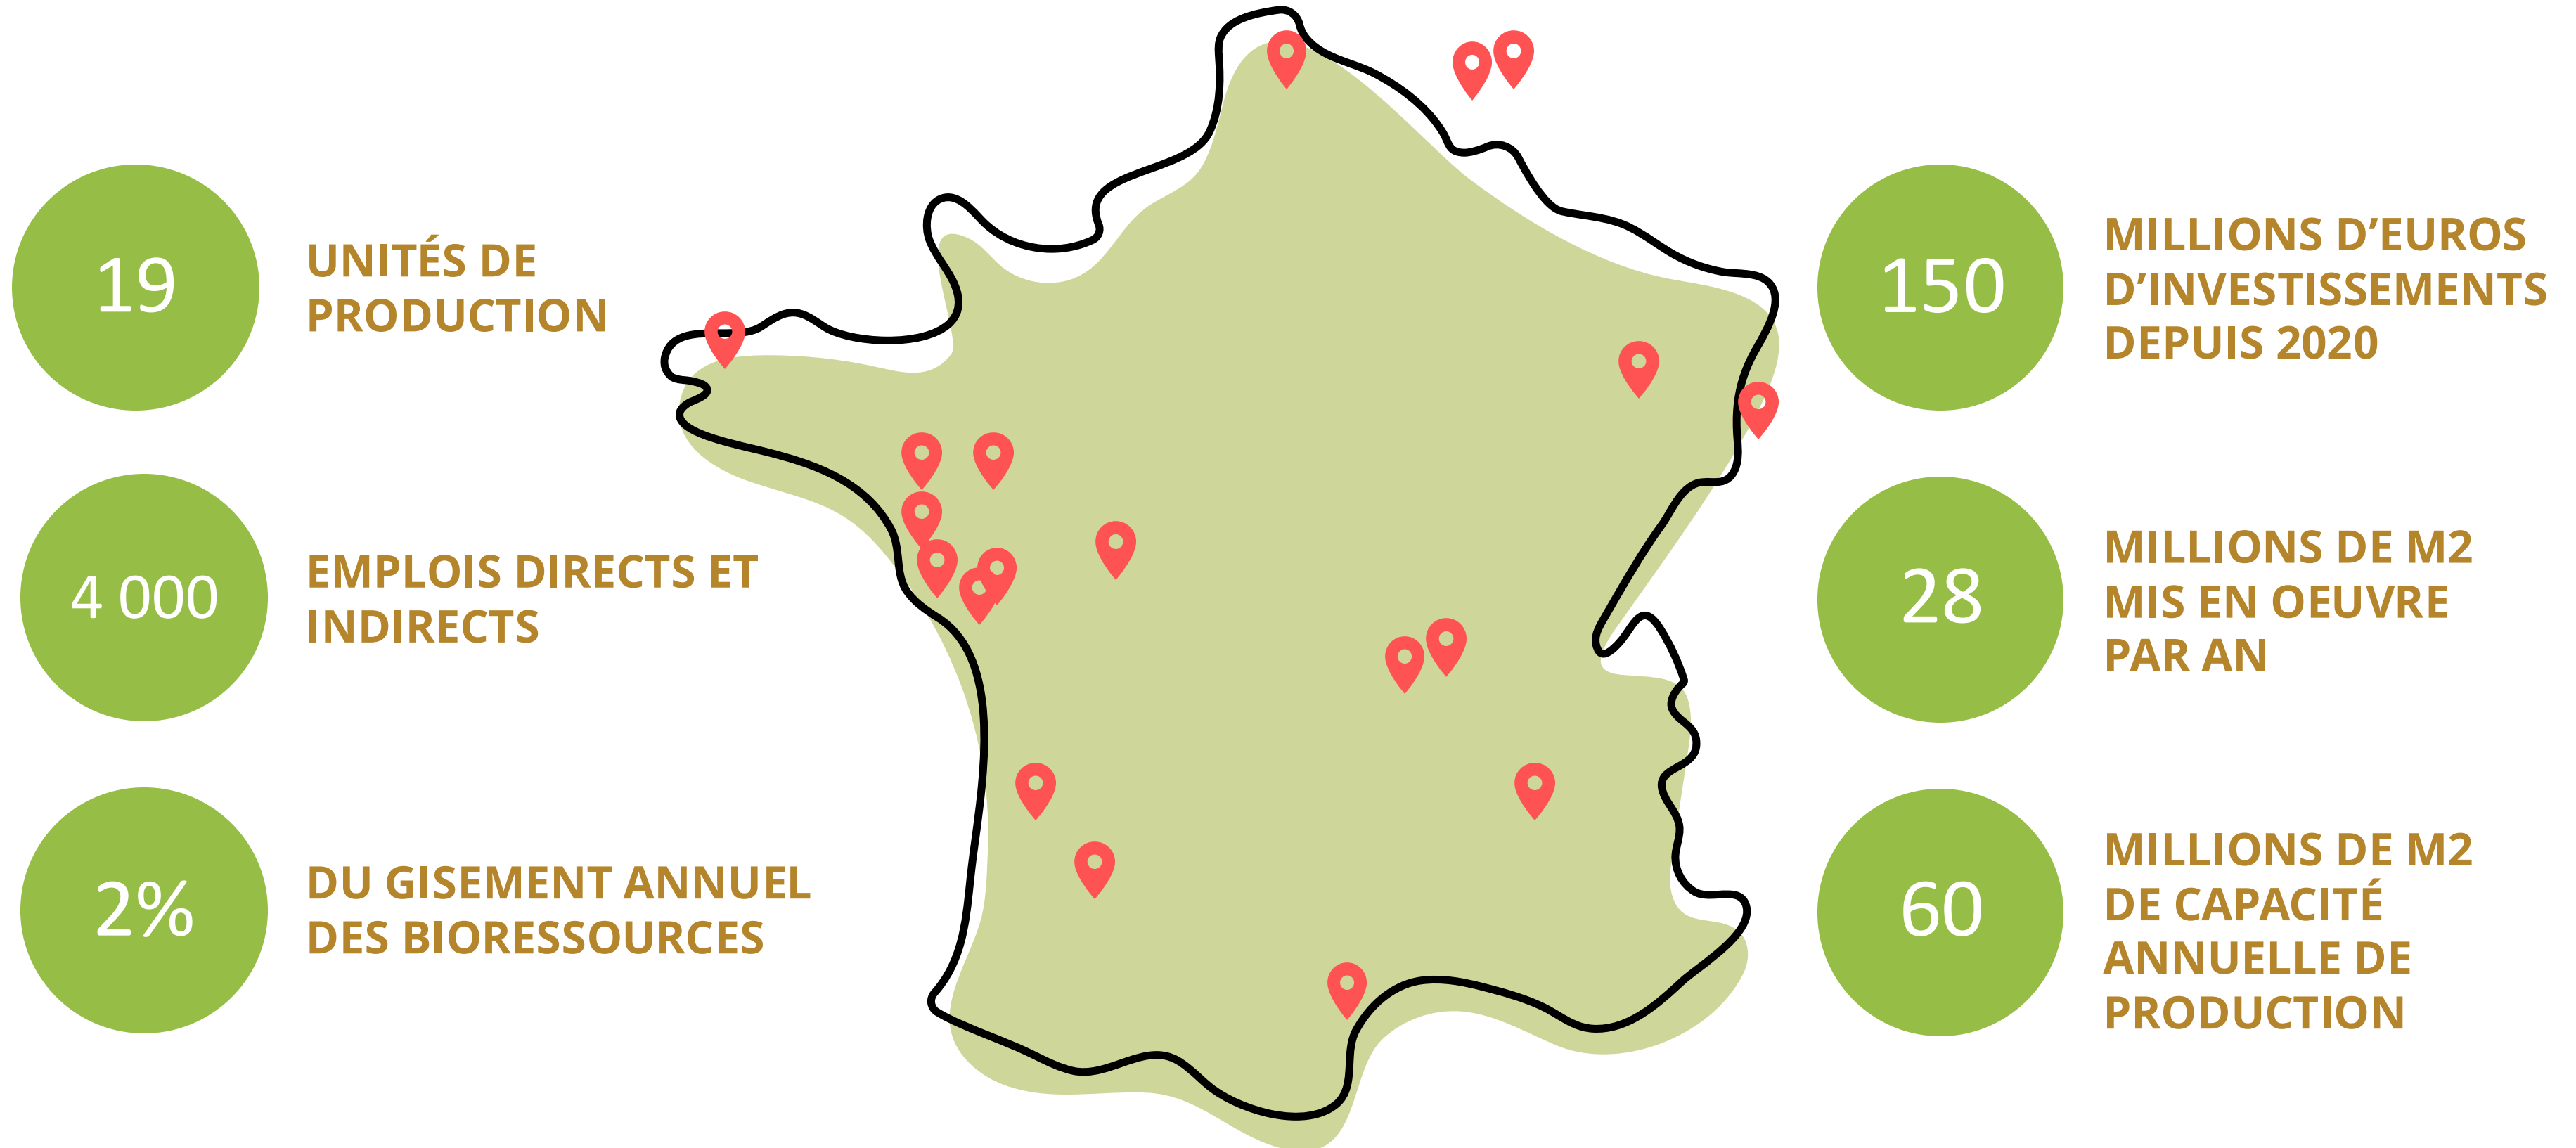 19
UNITÉS DE
PRODUCTION
4 000
EMPLOIS DIRECTS ET
INDIRECTS
2%
DU GISEMENT ANNUEL
DES BIORESSOURCES
150
MILLIONS D’EUROS
D’INVESTISSEMENTS
DEPUIS 2020
28
MILLIONS DE M2
MIS EN OEUVRE
PAR AN
60
MILLIONS DE M2
DE CAPACITÉ
ANNUELLE DE
PRODUCTION